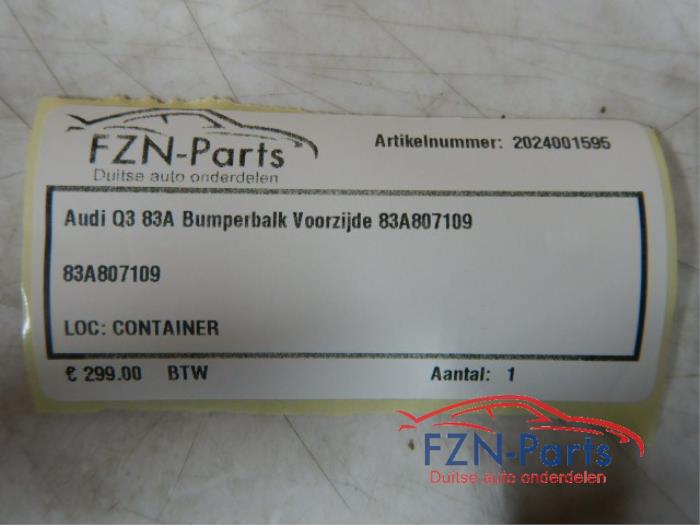 FZN-Parts
Duitse auto onderdelen
Artikelnummer: 2024001595
Audi Q3 83A Bumperbalk Voorzijde 83A807109
83A807109
LOC: CONTAINER
€ 299.00 BTW Aantal: 1
FZN-Parts
Duitse auto onderdelen